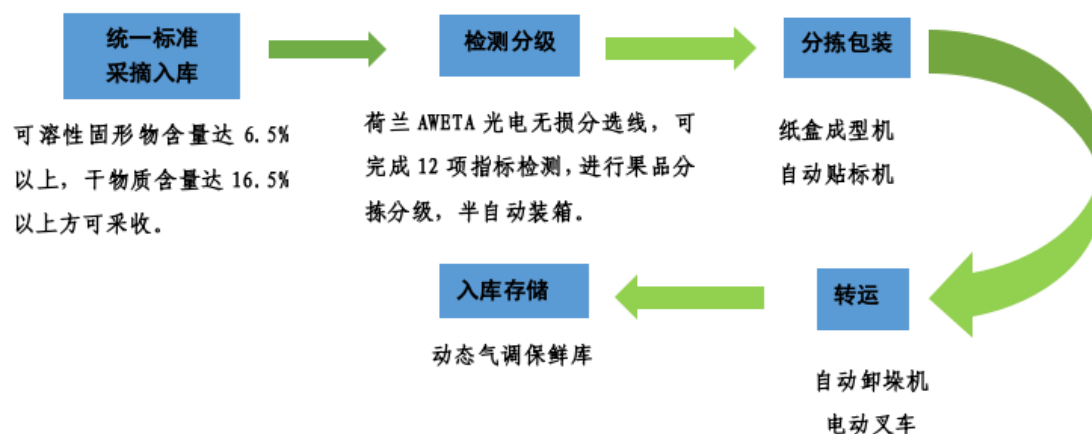 统一标准
采摘入库
可溶性固形物含量达 6.5%
以上，干物质含量达 16.5%
以上方可采收。
检测分级
荷兰 AWETA 光电无损分选线，可
完成 12 项指标检测，进行果品分
拣分级，半自动装箱。
分拣包装
纸盒成型机
自动贴标机
转运
自动卸垛机
电动叉车
入库存储
动态气调保鲜库